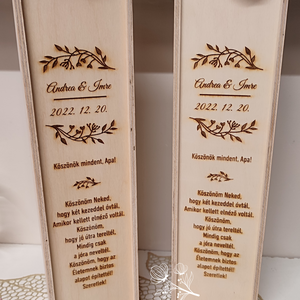 Andrea & Imre
2022. 12. 20.
Köszönök mindent, Apa!
Köszönöm Neked,
hogy két kezeddel óvtál,
Amikor kellett elnéző voltál.
Köszönöm,
hogy jó útra tereltél.
Mindig csak
a jóra neveltél.
Köszönöm, hogy az
Életemnek biztos
alapot építettél!
Szeretlek!
Andrea & Imre
2022. 12. 20.
Köszönök mindent, Apa!
Köszönöm Neked,
hogy két kezeddel óvtál,
Amikor kellett elnéző voltál.
Köszönöm,
hogy jó útra tereltél.
Mindig csak
a jóra neveltél.
Köszönöm, hogy az
Életemnek biztos
alapot építettél!
Szeretlek!